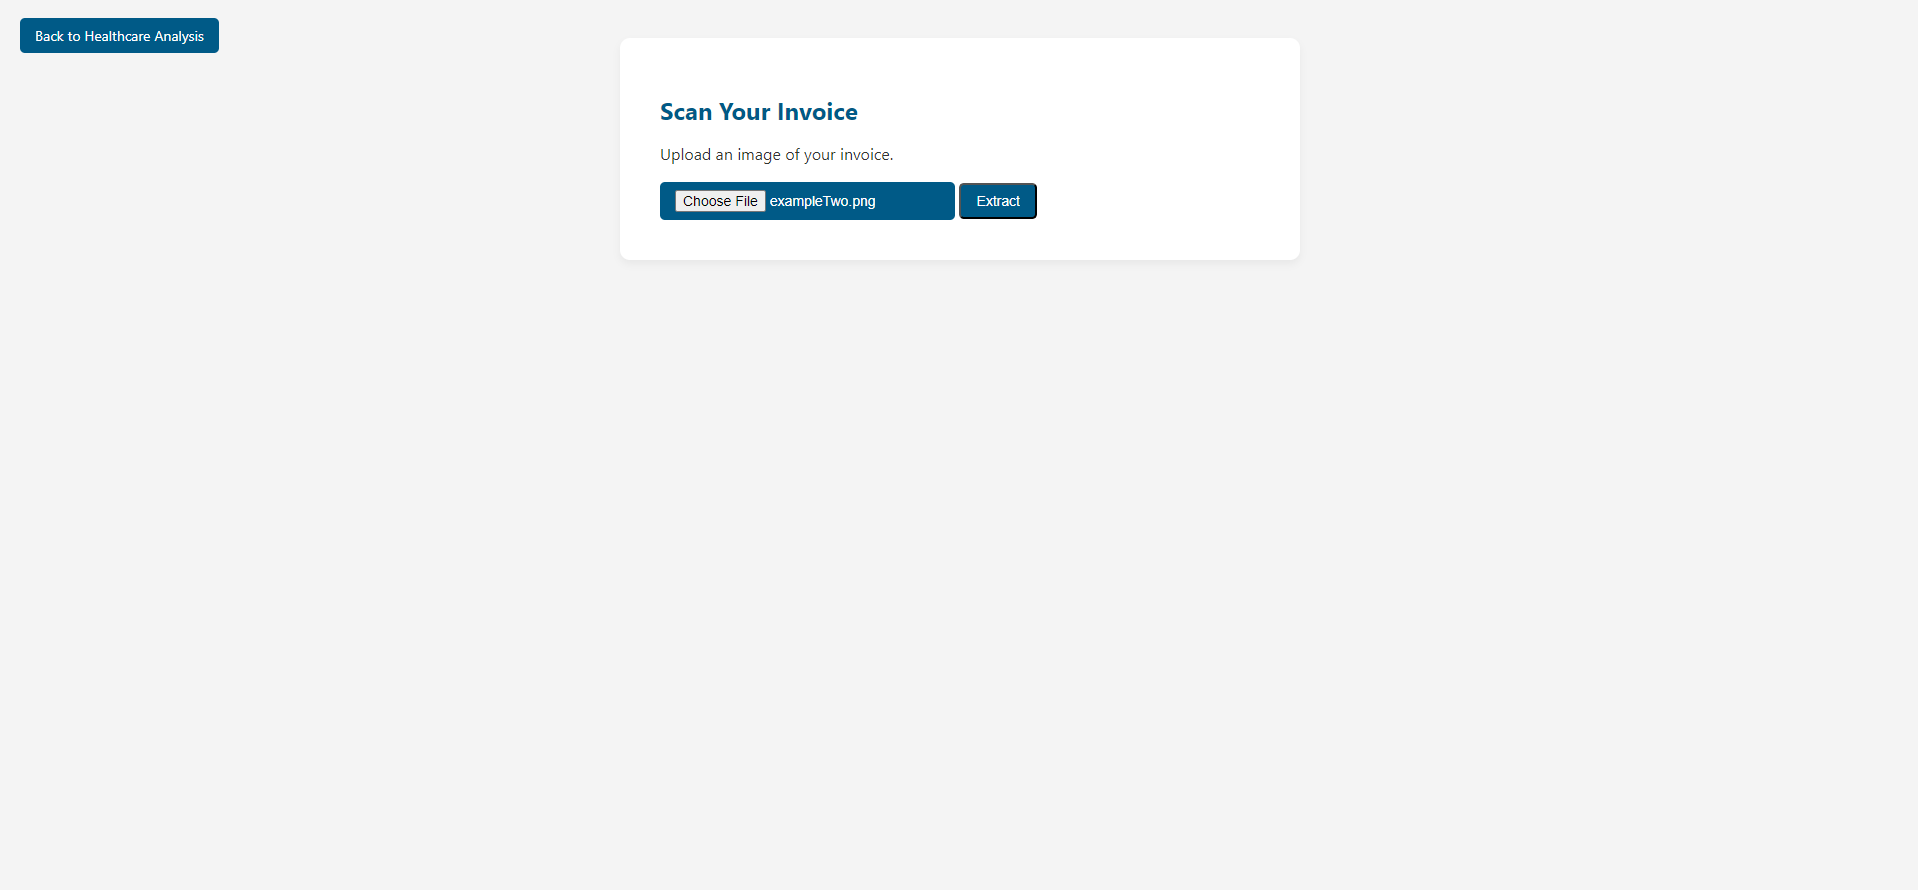 Back to Healthcare Analysis
Scan Your Invoice
Upload an image of your invoice.
Choose File exampleTwo.png Extract